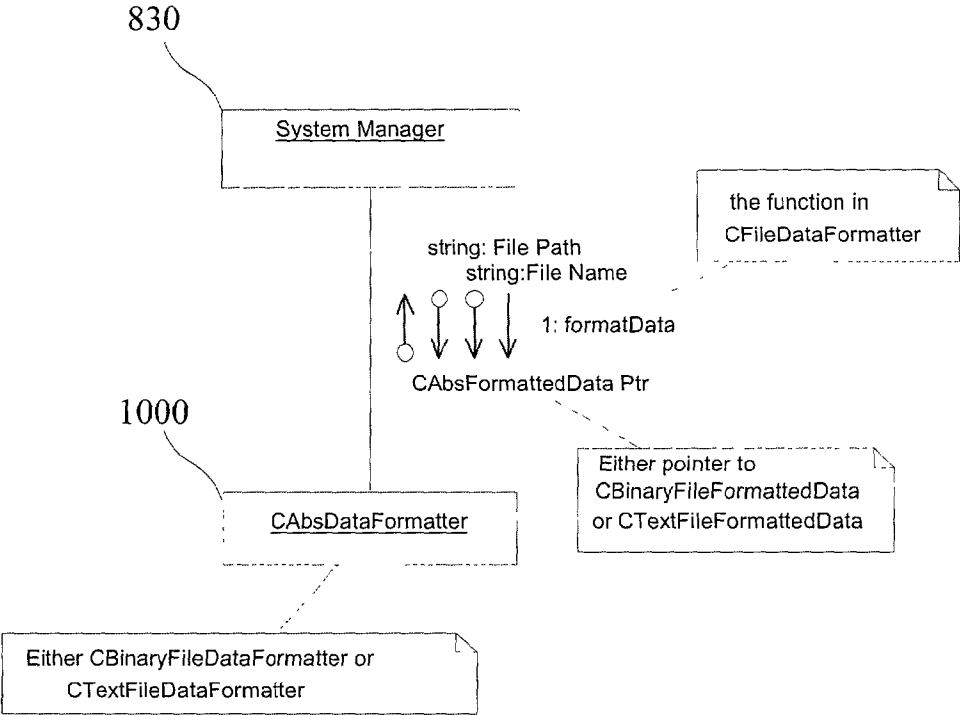 830
System Manager
the function in
CFileDataFormatter
string: File Path
string:File Name
1: formatData
CAbsFormattedData Ptr
1000
Either pointer to
CBinaryFileFormattedData
or CTextFileFormattedData
CAbsDataFormatter
Either CBinaryFileDataFormatter or
CTextFileDataFormatter